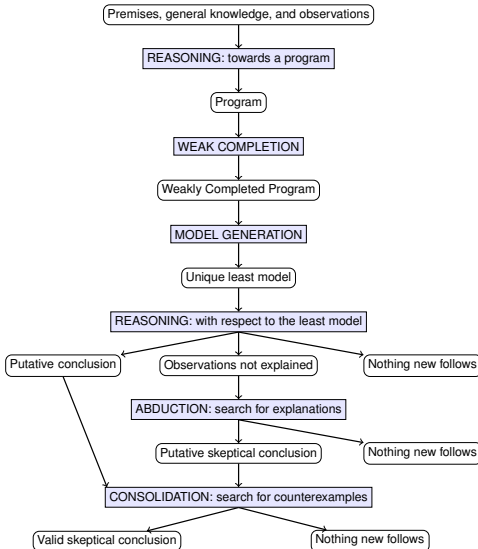 Premises, general knowledge, and observations
REASONING: towards a program
Program
WEAK COMPLETION
Weakly Completed Program
MODEL GENERATION
Unique least model
REASONING: with respect to the least model
Putative conclusion
Observations not explained
Nothing new follows
ABDUCTION: search for explanations
Putative skeptical conclusion
Nothing new follows
CONSOLIDATION: search for counterexamples
Valid skeptical conclusion
Nothing new follows